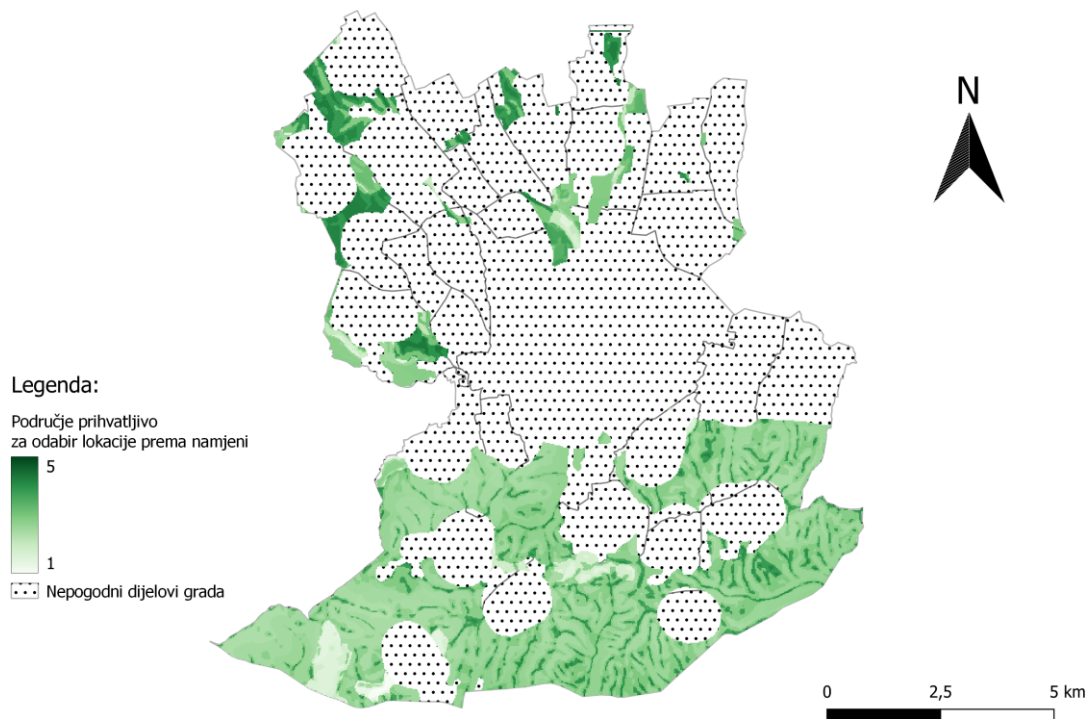 N
Legenda:
Područje prihvatljivo
za odabir lokacije prema namjeni
5
1
Nepogodni dijelovi grada
0 2,5 5 km